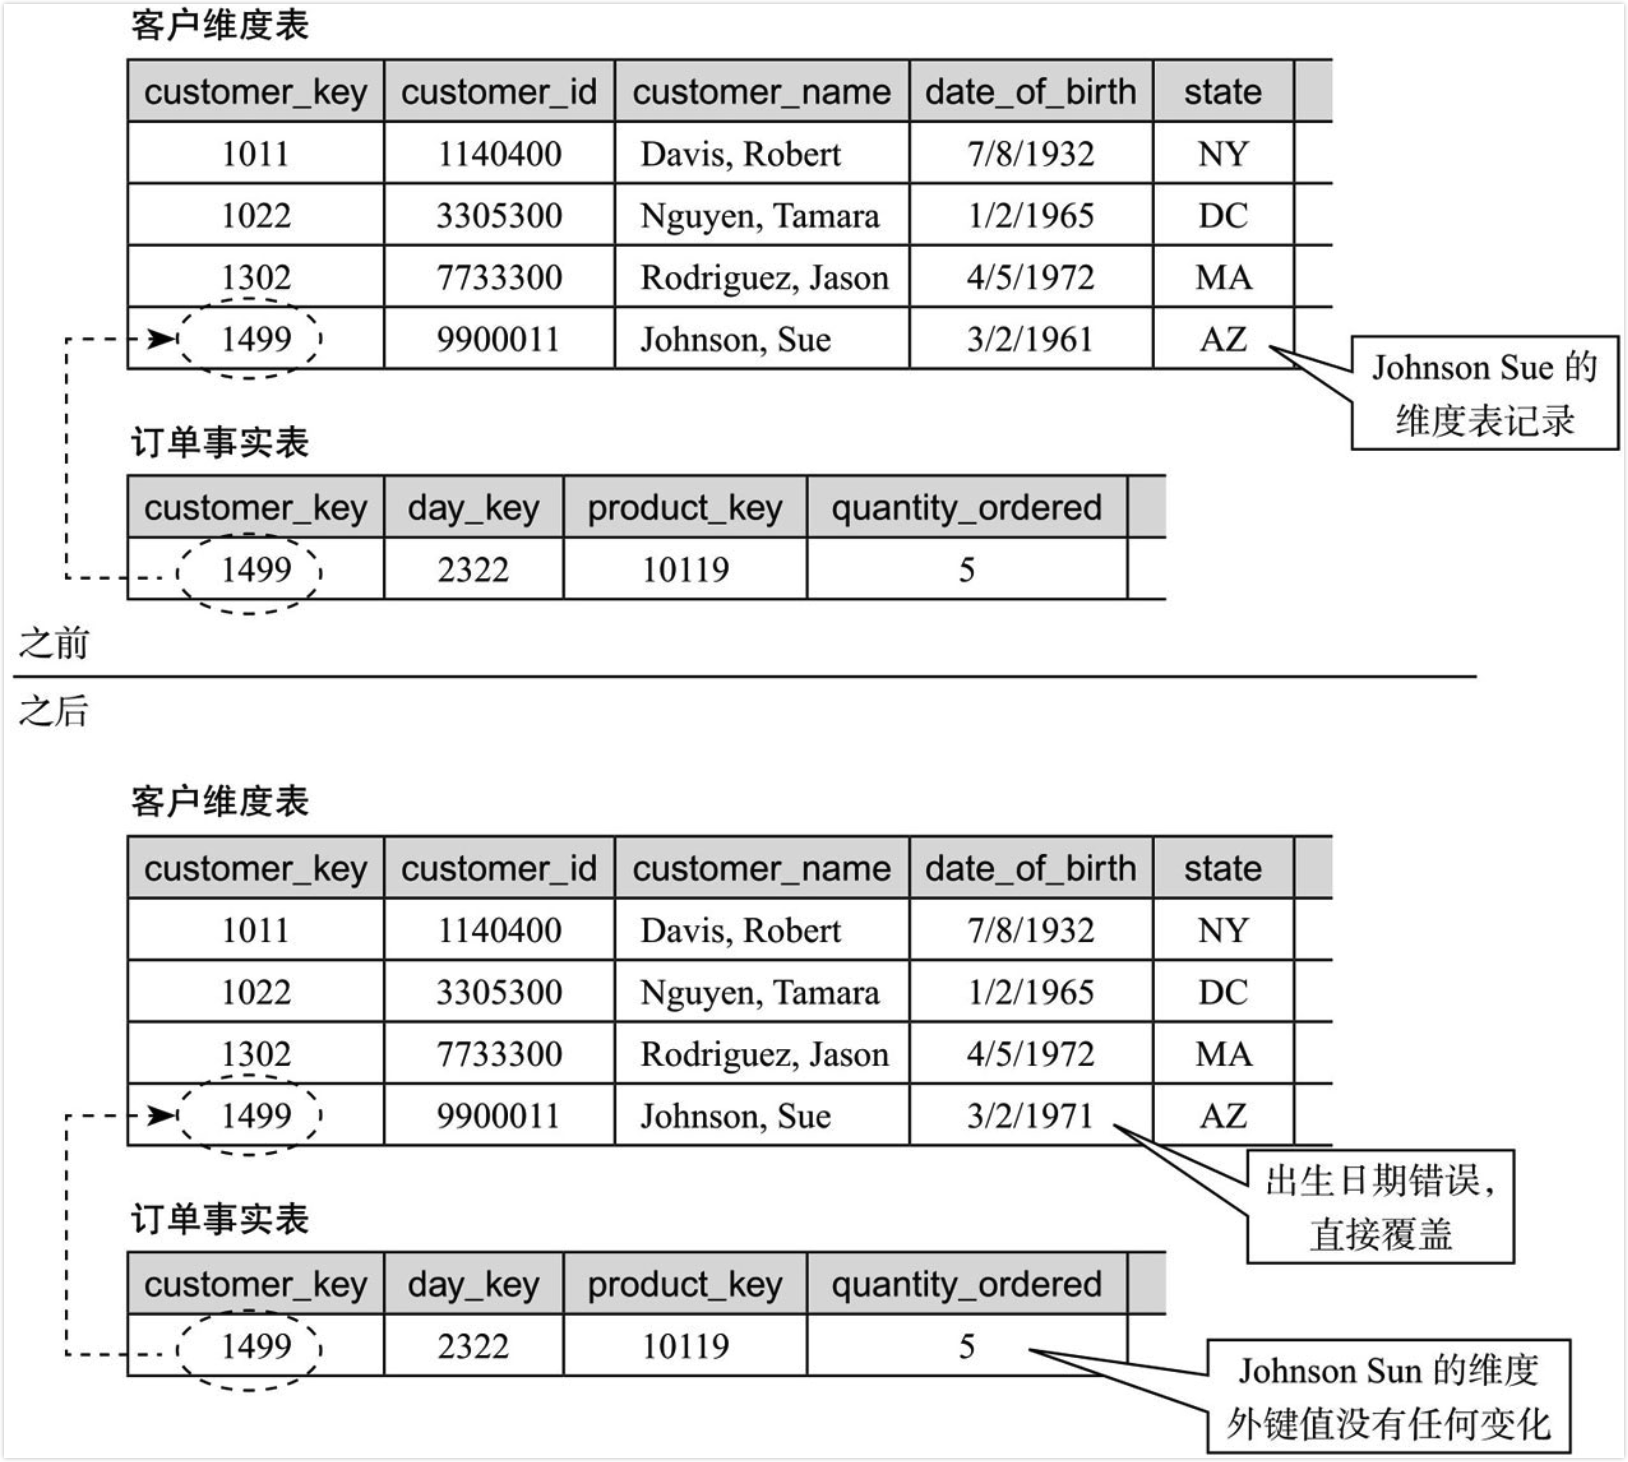 客户维度表
customer_key customer_id customer_name date_of_birth state
1011 1140400 Davis, Robert 7/8/1932 NY
1022 3305300 Nguyen, Tamara 1/2/1965 DC
1302 7733300 Rodriguez, Jason 4/5/1972 MA
1499 9900011 Johnson, Sue 3/2/1961 AZ
Johnson Sue 的
维度表记录
订单事实表
customer_key day_key product_key quantity_ordered
1499 2322 10119 5
之前
之后
客户维度表
customer_key customer_id customer_name date_of_birth state
1011 1140400 Davis, Robert 7/8/1932 NY
1022 3305300 Nguyen, Tamara 1/2/1965 DC
1302 7733300 Rodriguez, Jason 4/5/1972 MA
1499 9900011 Johnson, Sue 3/2/1971 AZ
出生日期错误，
直接覆盖
订单事实表
customer_key day_key product_key quantity_ordered
1499 2322 10119 5
Johnson Sun 的维度
外键值没有任何变化